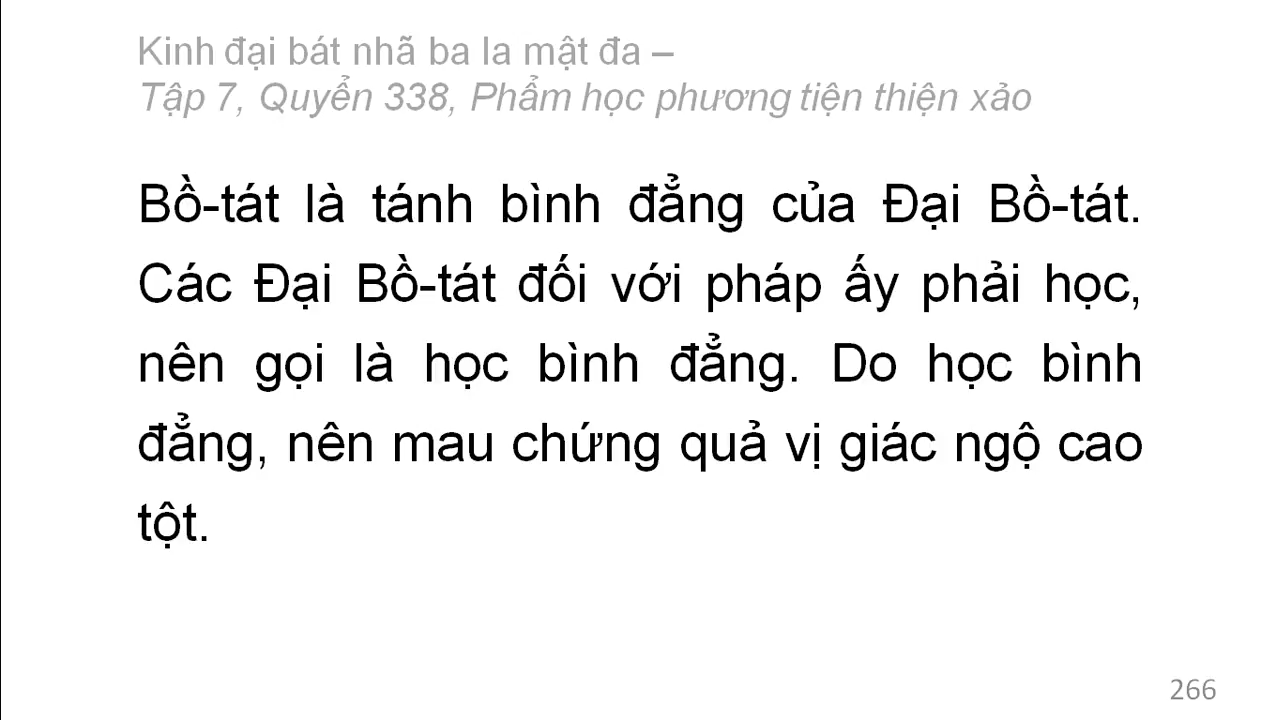 Kinh đại bát nhã ba la mật đa –
Tập 7, Quyển 338, Phẩm học phương tiện thiện xảo
Bồ-tát là tánh bình đẳng của Đại Bồ-tát.
Các Đại Bồ-tát đối với pháp ấy phải học,
nên gọi là học bình đẳng. Do học bình
đẳng, nên mau chứng quả vị giác ngộ cao
tột.
266